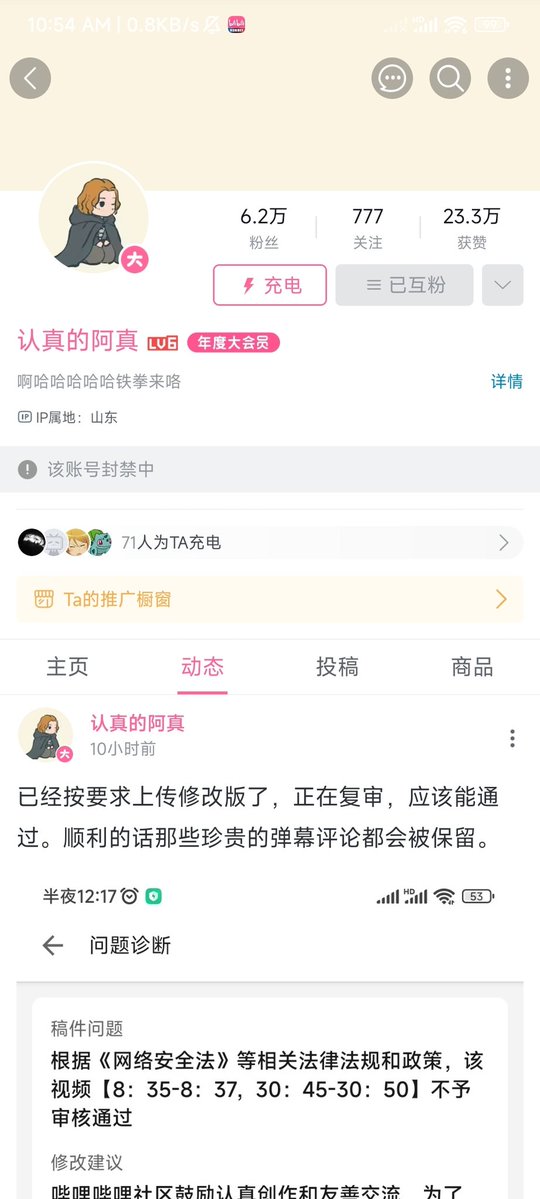 10:54 AM | 0.8KB/s
6.2万
777
23.3万
粉丝
关注
获赞
充电
已互粉
大
认真的阿真 LV6 年度大会员
啊哈哈哈哈哈铁拳来咯
详情
IP IP属地：山东
该账号封禁中
71人为TA充电
Ta的推广橱窗
主页
动态
投稿
商品
认真的阿真
大
10小时前
已经按要求上传修改版了，正在复审，应该能通
过。顺利的话那些珍贵的弹幕评论都会被保留。
半夜12:17
HD
53
问题诊断
稿件问题
根据《网络安全法》等相关法律法规和政策，该
视频【8：35-8：37，30：45-30：50】不予
审核通过
修改建议
哔哩哔哩社区鼓励认真创作和友善交流，为了